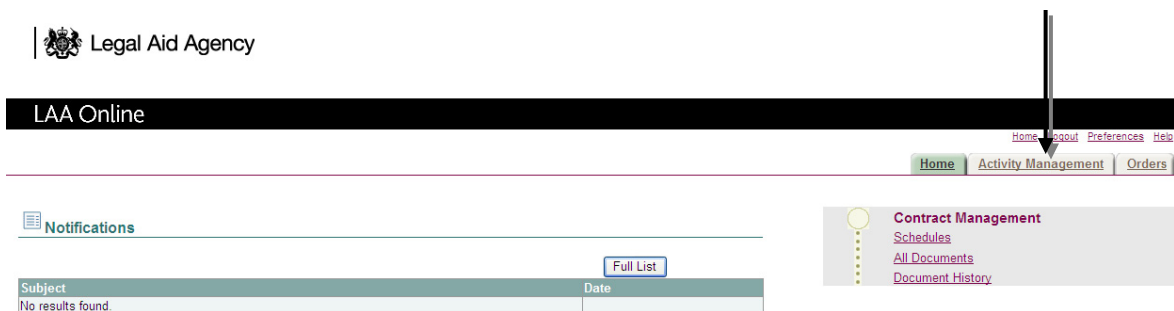 Legal Aid Agency
LAA Online
Home Logout Preferences Help
Home Activity Management Orders
Notifications
Full List
Subject Date
No results found.
Contract Management
Schedules
All Documents
Document History